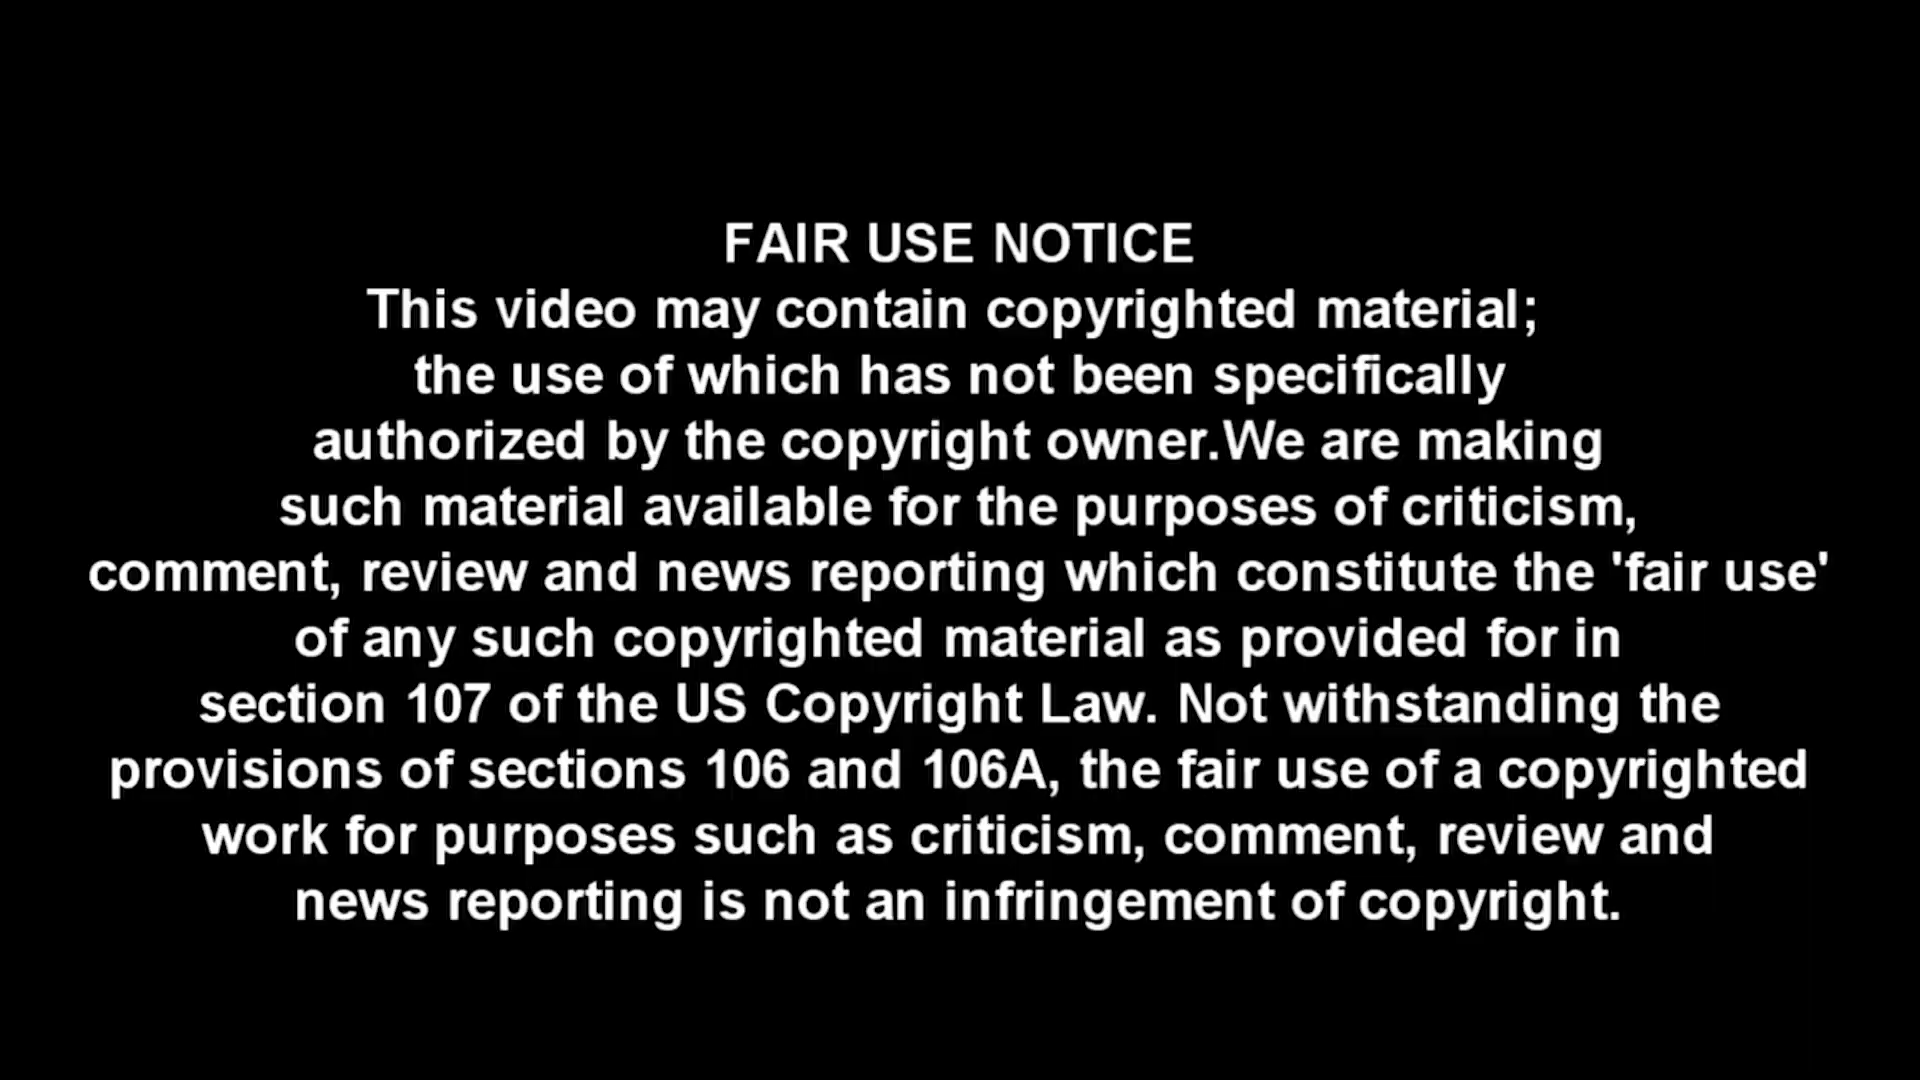 FAIR USE NOTICE
This video may contain copyrighted material;
the use of which has not been specifically
authorized by the copyright owner.We are making
such material available for the purposes of criticism,
comment, review and news reporting which constitute the 'fair use'
of any such copyrighted material as provided for in
section 107 of the US Copyright Law. Not withstanding the
provisions of sections 106 and 106A, the fair use of a copyrighted
work for purposes such as criticism, comment, review and
news reporting is not an infringement of copyright.